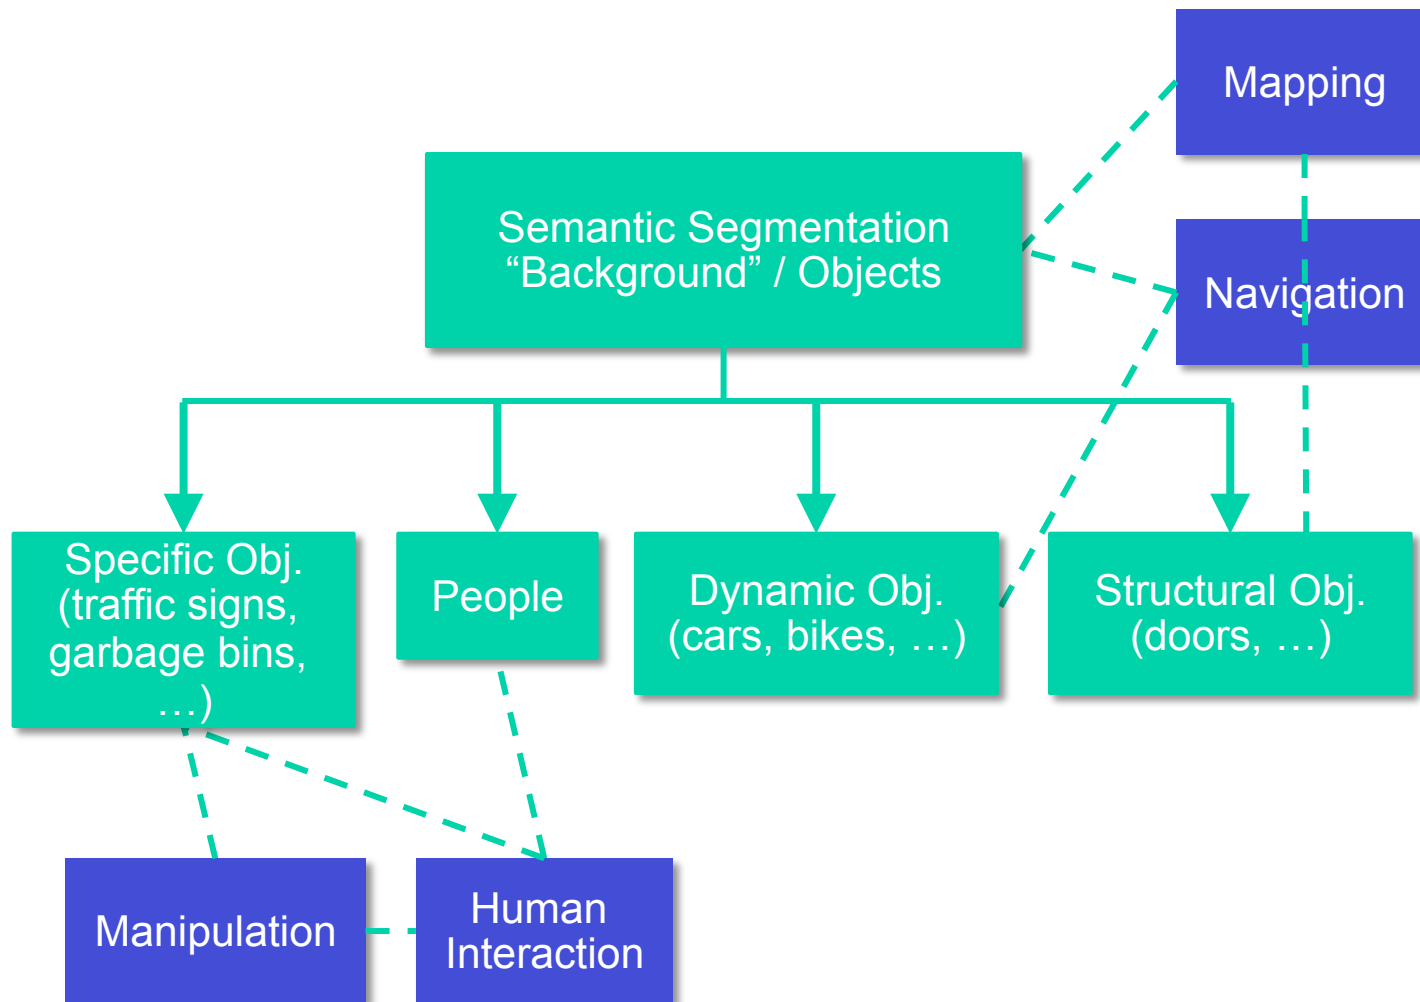 Mapping
Semantic Segmentation
“Background” / Objects
Navigation
Specific Obj.
(traffic signs,
garbage bins,
…)
People
Dynamic Obj.
(cars, bikes, …)
Structural Obj.
(doors, …)
Manipulation
Human
Interaction